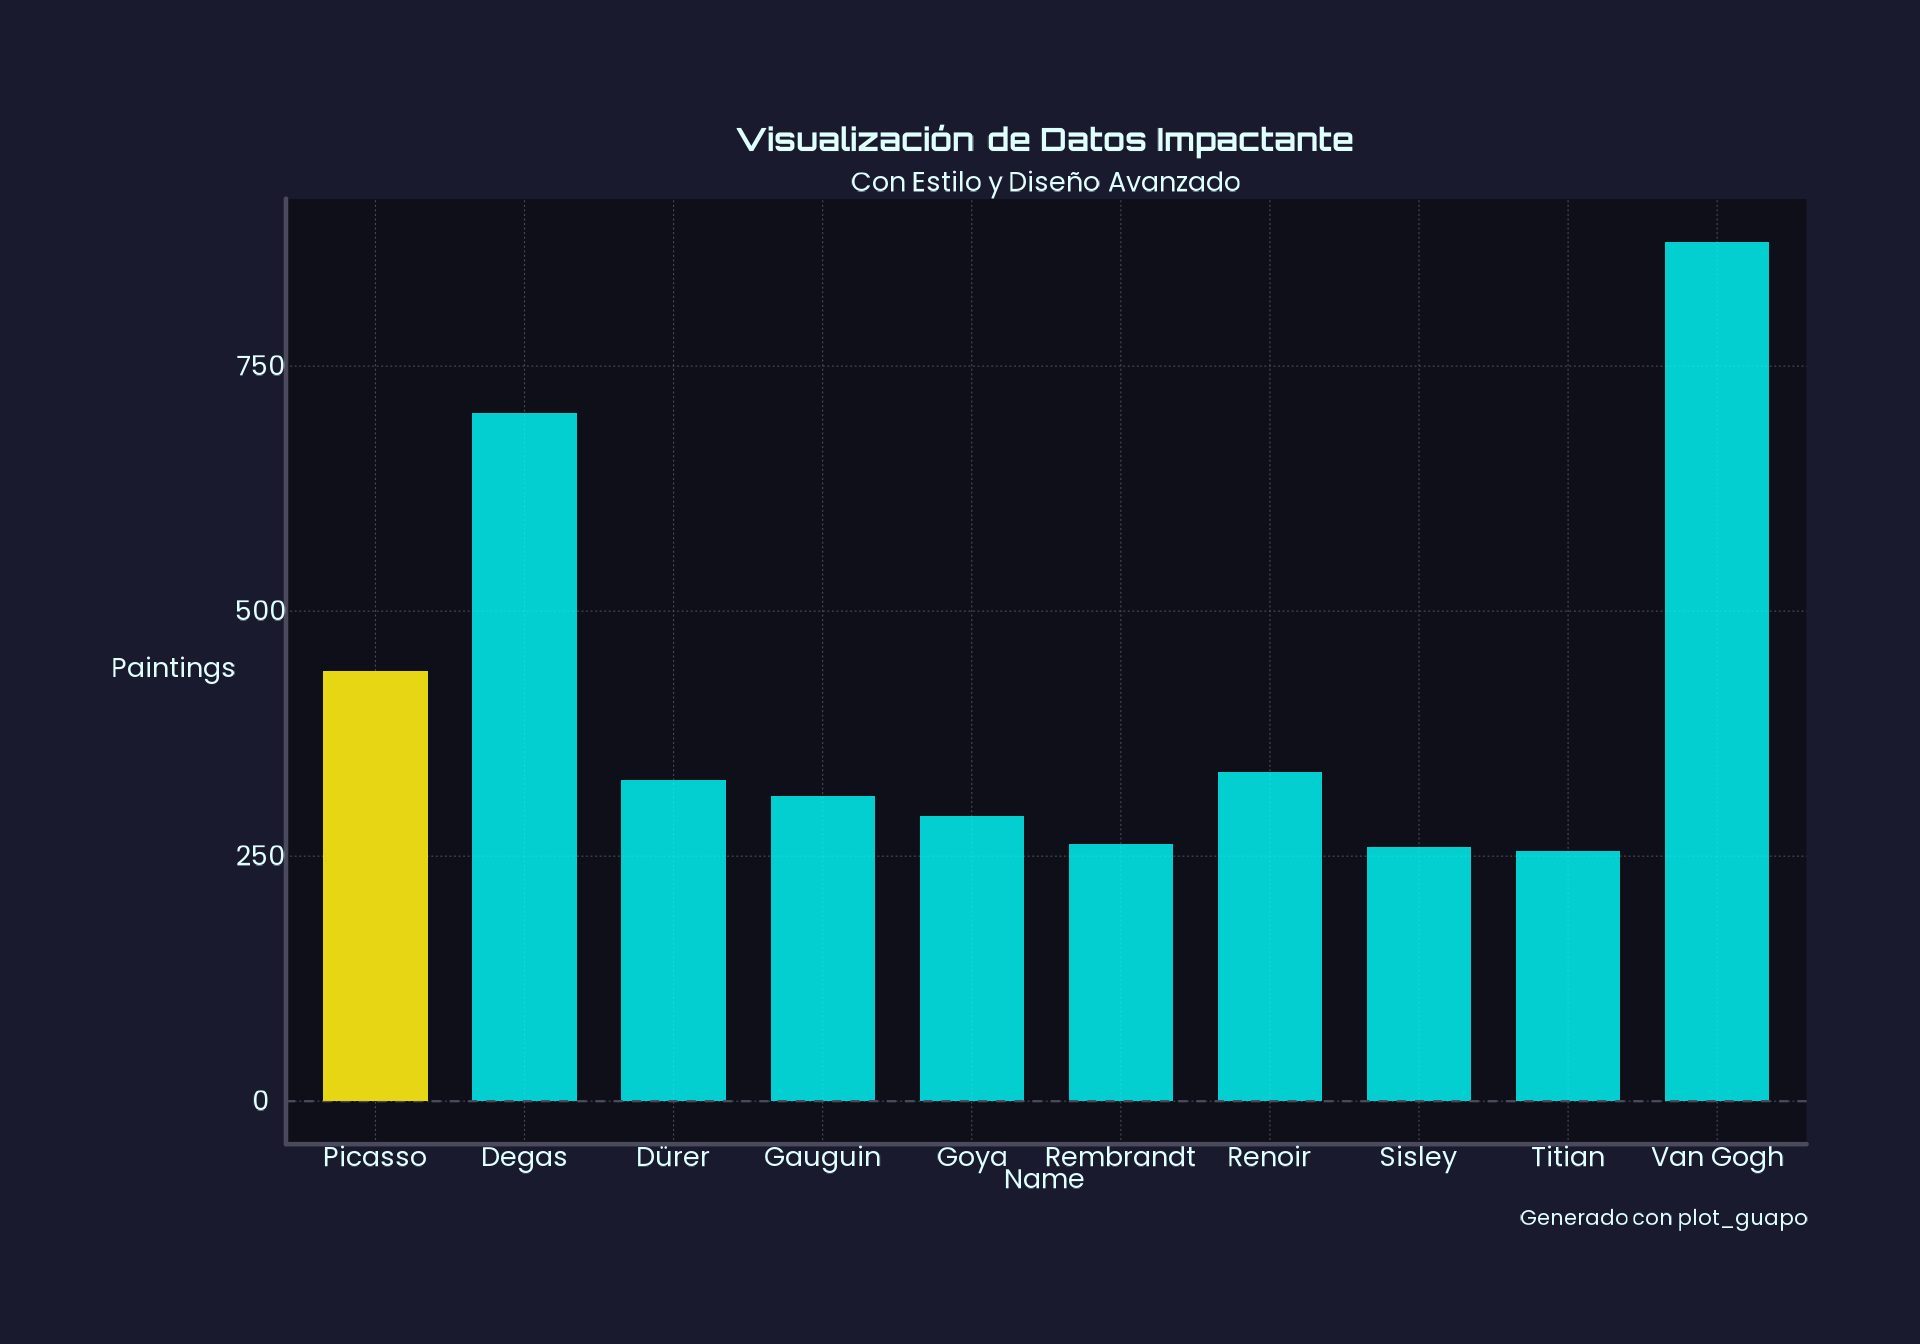 Visualización de Datos Impactante
Con Estilo y Diseño Avanzado
750
500
Paintings
250
0
Picasso Degas Dürer Gauguin Goya Rembrandt Renoir Sisley Titian Van Gogh
Name
Generado con plot_guapo